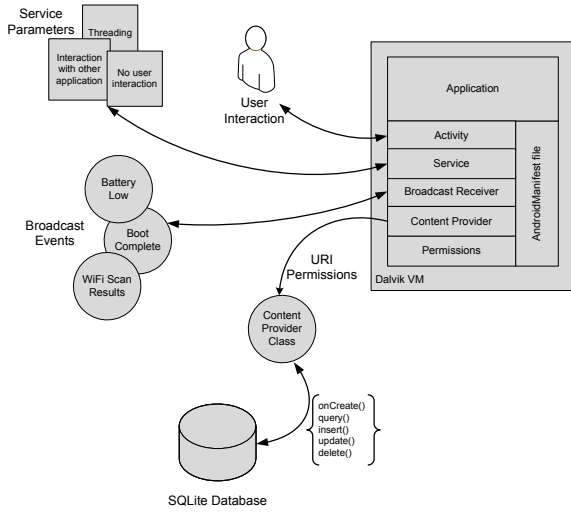 Service
Parameters
Threading
Interaction
with other
application
No user
interaction
User
Interaction
Application
Activity
Service
Broadcast Receiver
Content Provider
Permissions
AndroidManifest file
Dalvik VM
Battery
Low
Broadcast
Events
Boot
Complete
WiFi Scan
Results
URI
Permissions
Content
Provider
Class
onCreate()
query()
insert()
update()
delete()
SQLite Database